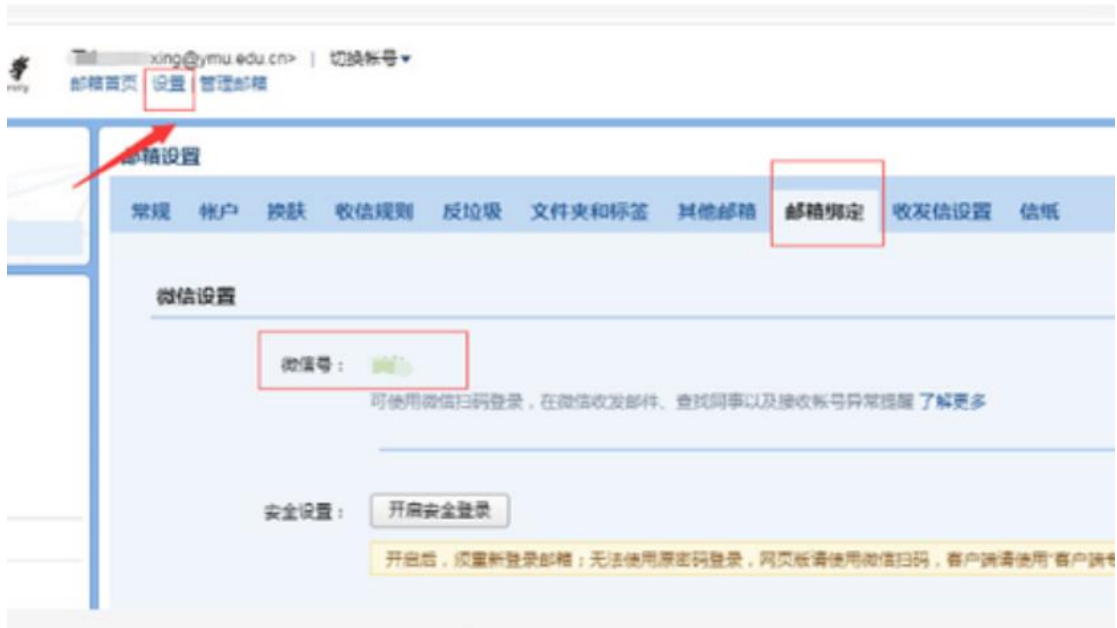 xing@ymu.edu.cn> | 切换帐号▾
邮箱首页 | 设置 | 管理邮箱
邮箱设置
常规 帐户 换肤 收信规则 反垃圾 文件夹和标签 其他邮箱 邮箱绑定 收发信设置 信纸
微信设置
微信号：
可使用微信扫码登录，在微信收发邮件、查找同事以及接收帐号异常提醒 了解更多
安全设置： 开启安全登录
开启后，须重新登录邮箱；无法使用原密码登录，网页版请使用微信扫码，客户端请使用“客户端专